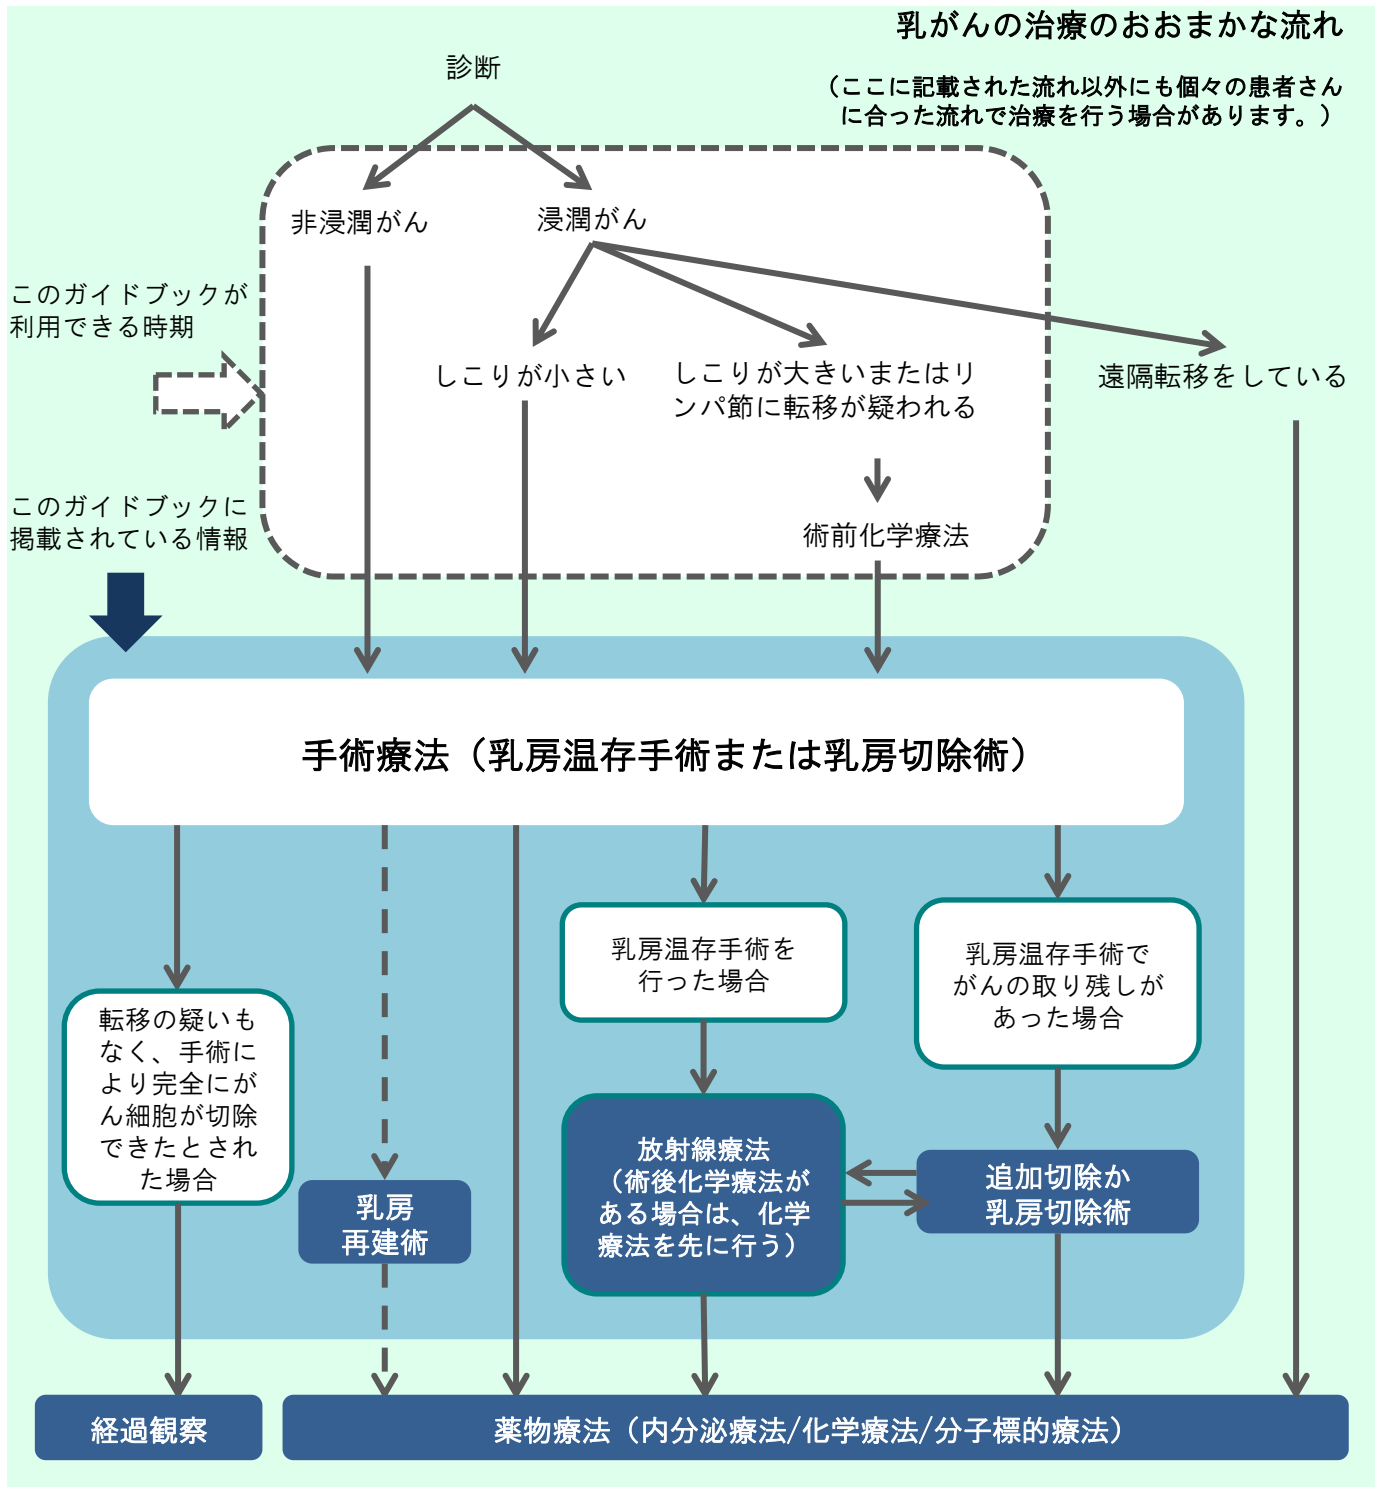 乳がんの治療のおおまかな流れ
（ここに記載された流れ以外にも個々の患者さん
に合った流れで治療を行う場合があります。）
診断
非浸潤がん
浸潤がん
このガイドブックが
利用できる時期
しこりが小さい
しこりが大きいまたはリ
ンパ節に転移が疑われる
遠隔転移をしている
このガイドブックに
掲載されている情報
術前化学療法
手術療法（乳房温存手術または乳房切除術）
乳房温存手術を
行った場合
乳房温存手術で
がんの取り残しが
あった場合
転移の疑いも
なく、手術に
より完全にが
ん細胞が切除
できたとされ
た場合
乳房
再建術
放射線療法
（術後化学療法が
ある場合は、化学
療法を先に行う）
追加切除か
乳房切除術
経過観察
薬物療法（内分泌療法/化学療法/分子標的療法）